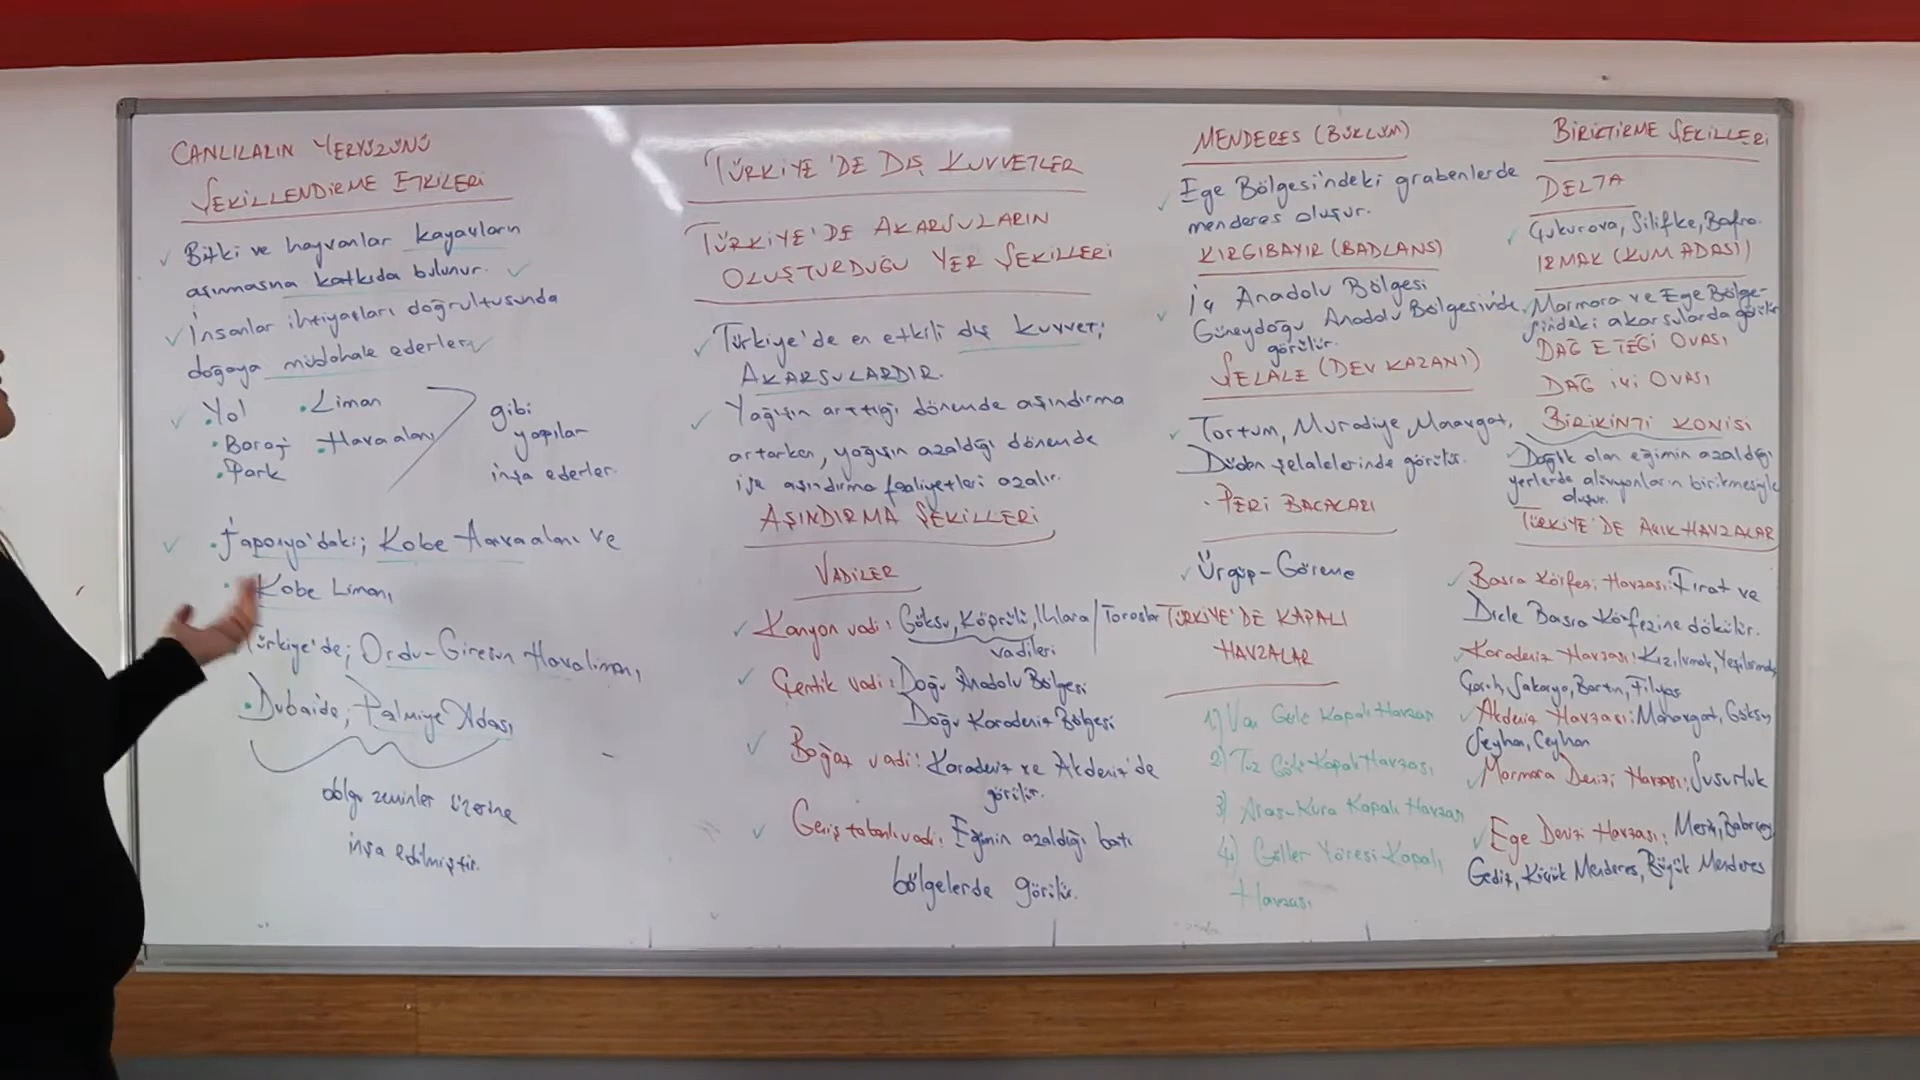 CANLILARIN YERYÜZÜNÜ
ŞEKİLLENDİRME ETKİLERİ
Bitki ve hayvanlar kayaların
aşınmasına katkıda bulunur.
İnsanlar ihtiyaçları doğrultusunda
doğaya müdahale ederler
• Yol
• Baraj
• Park
• Liman
• Havaalanı
gibi
yapılar
inşa ederler.
• Japonya'daki; Kobe Havaalanı ve
• Kobe Limanı
Türkiye'de; Ordu-Giresun Havalimanı
• Dubaide; Palmiye Adası
dolgu zeminler üzerine
inşa edilmiştir.
TÜRKİYE'DE DIŞ KUVVETLER
TÜRKİYE'DE AKARSULARIN
OLUŞTURDUĞU YER ŞEKİLLERİ
Türkiye'de en etkili dış kuvvet;
AKARSULARDIR.
Yağışın arttığı dönemde aşındırma
artarken, yağışın azaldığı dönemde
ise aşındırma faaliyetleri azalır.
AŞINDIRMA ŞEKİLLERİ
VADİLER
Kanyon vadi: Göksu, Köprülü, Ihlara/Toroslar
vadileri
Çentik vadi: Doğu Anadolu Bölgesi
Doğu Karadeniz Bölgesi
Boğaz vadi: Karadeniz ve Akdeniz'de
görülür.
Geniş tabanlı vadi: Eğimin azaldığı batı
bölgelerde görülür.
MENDERES (BÜKLÜM)
Ege Bölgesi'ndeki grabenlerde
menderes oluşur.
KIRGIBAYIR (BADLANS)
İç Anadolu Bölgesi
Güneydoğu Anadolu Bölgesinde
görülür.
ŞELALE (DEV KAZANI)
Tortum, Muradiye, Manavgat,
Düden şelalelerinde görülür.
• PERİ BACALARI
Ürgüp-Göreme
TÜRKİYE'DE KAPALI
HAVZALAR
1) Van Gölü Kapalı Havzası
2) Tuz Gölü Kapalı Havzası
3) Aras-Kura Kapalı Havzası
4) Göller Yöresi Kapalı
Havzası
BİRİKTİRME ŞEKİLLERİ
DELTA
Çukurova, Silifke, Bafra.
IRMAK (KUM ADASI)
Marmara ve Ege Bölge-
sindeki akarsularda görülür
DAĞ ETEĞİ OVASI
DAĞ İÇİ OVASI
BİRİKİNTİ KONİSİ
Dağlık olan eğimin azaldığı
yerlerde alüvyonların birikmesiyle
oluşur.
TÜRKİYE'DE AÇIK HAVZALAR
Basra Körfezi Havzası: Fırat ve
Dicle Basra Körfezine dökülür.
Karadeniz Havzası: Kızılırmak, Yeşilırmak,
Çoruh, Sakarya, Bartın, Filyos
Akdeniz Havzası: Manavgat, Göksu,
Seyhan, Ceyhan
Marmara Denizi Havzası: Susurluk
Ege Denizi Havzası: Meriç, Bakırçay
Gediz, Küçük Menderes, Büyük Menderes